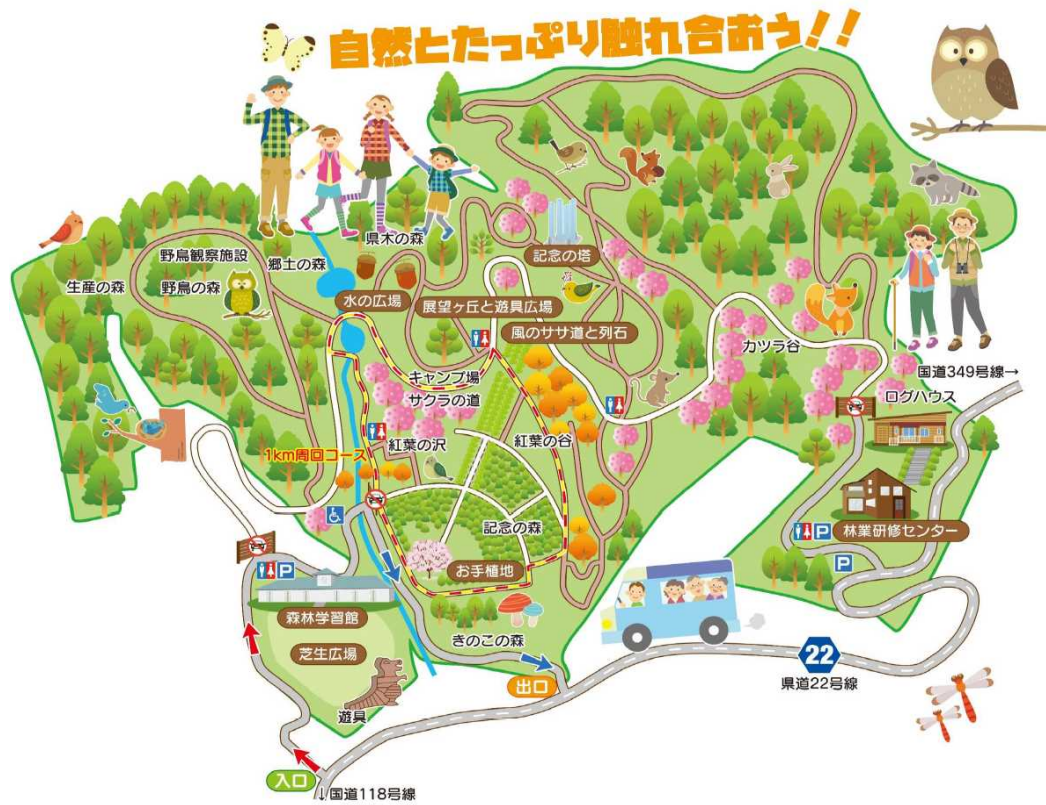 自然とたっぷり触れ合おう!!
県木の森
野鳥観察施設
郷土の森
記念の塔
生産の森
野鳥の森
水の広場
展望ヶ丘と遊具広場
風のササ道と列石
カツラ谷
国道349号線→
キャンプ場
サクラの道
ログハウス
紅葉の沢
紅葉の谷
1km周回コース
記念の森
林業研修センター
P
お手植地
P
P
森林学習館
きのこの森
芝生広場
22
県道22号線
出口
遊具
入口
↓国道118号線